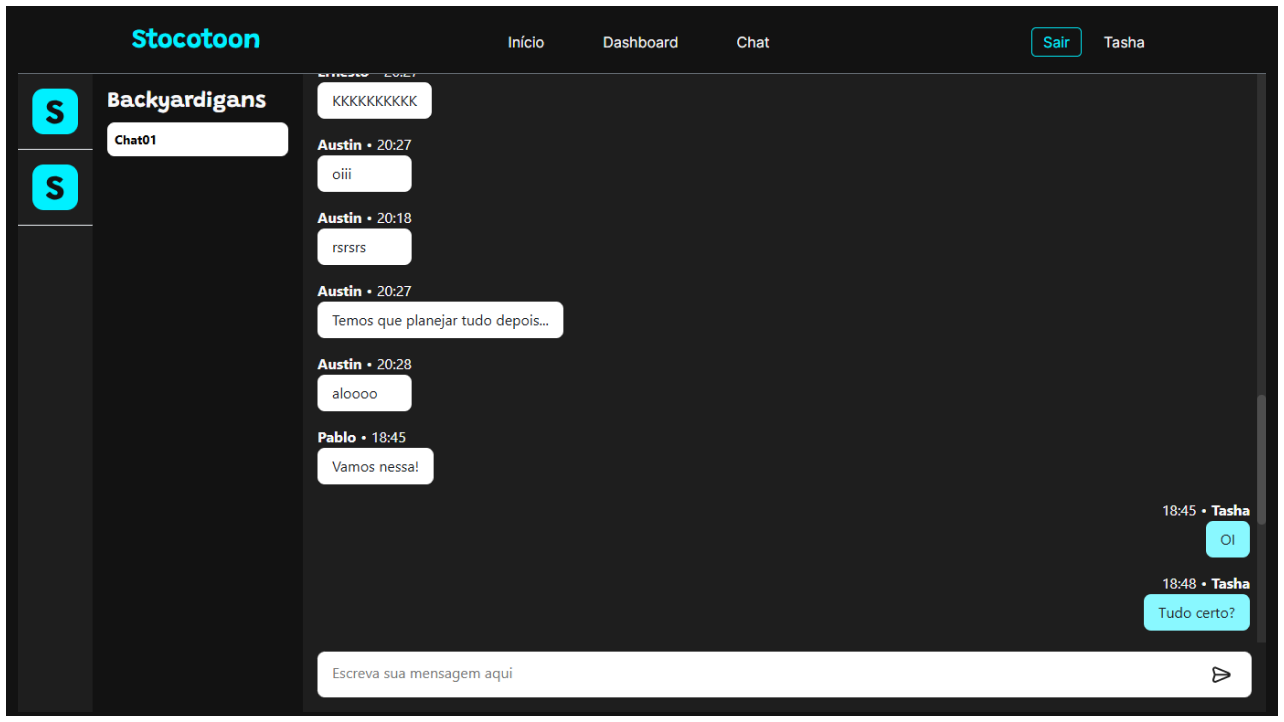 Stocotoon
Início Dashboard Chat
Sair Tasha
S
S
Backyardigans
Chat01
Ernesto • 20:27
KKKKKKKKKK
Austin • 20:27
oiii
Austin • 20:18
rsrsrs
Austin • 20:27
Temos que planejar tudo depois...
Austin • 20:28
aloooo
Pablo • 18:45
Vamos nessa!
18:45 • Tasha
OI
18:48 • Tasha
Tudo certo?
Escreva sua mensagem aqui